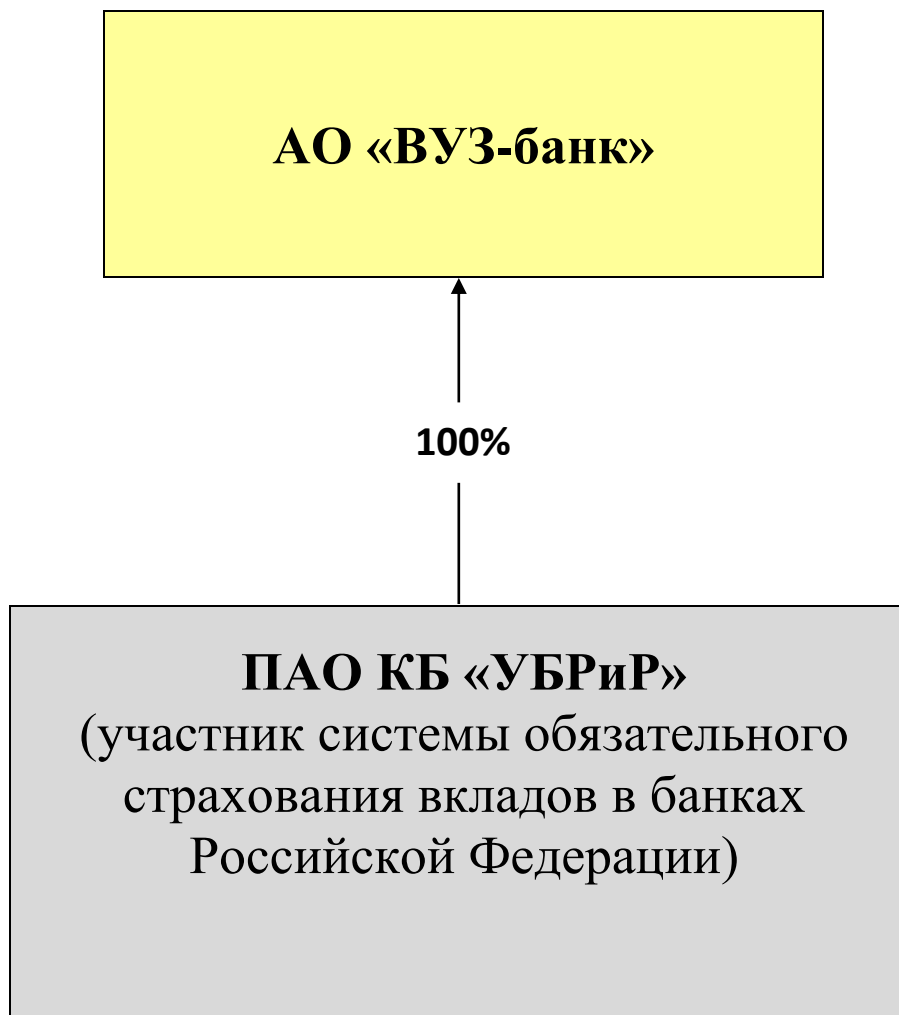 АО «ВУЗ-банк»
100%
ПАО КБ «УБРиР»
(участник системы обязательного
страхования вкладов в банках
Российской Федерации)